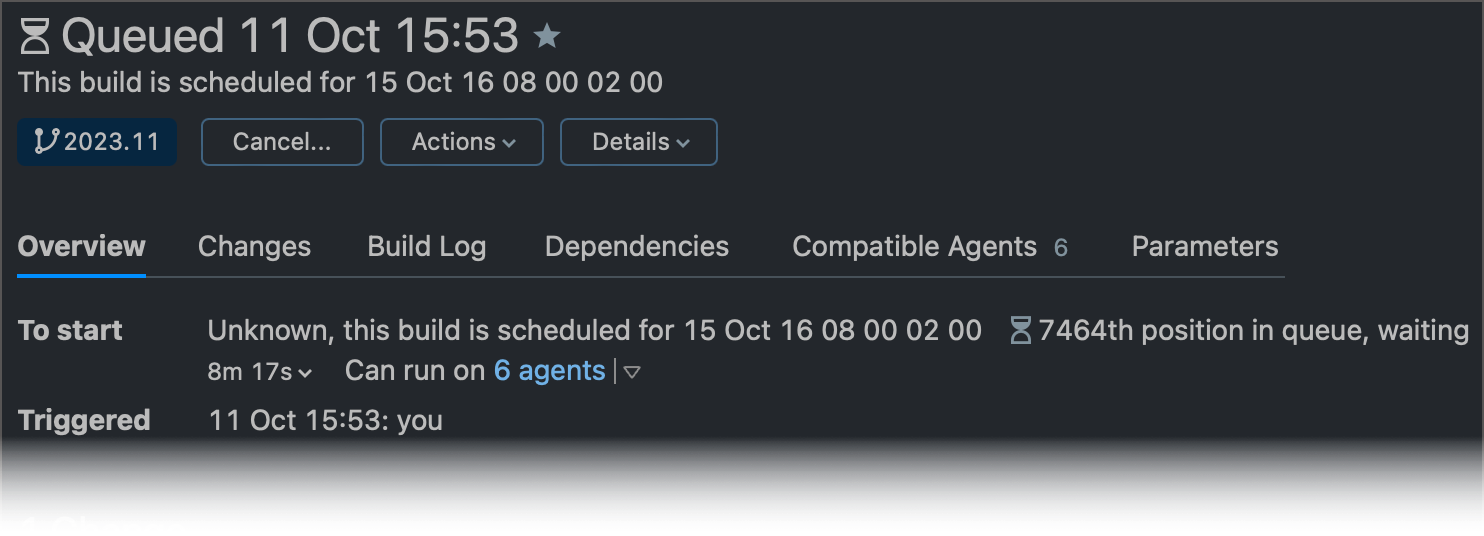 Queued 11 Oct 15:53
This build is scheduled for 15 Oct 16 08 00 02 00
2023.11 Cancel... Actions Details
Overview Changes Build Log Dependencies Compatible Agents 6 Parameters
To start Unknown, this build is scheduled for 15 Oct 16 08 00 02 00 7464th position in queue, waiting
8m 17s Can run on 6 agents
Triggered 11 Oct 15:53: you